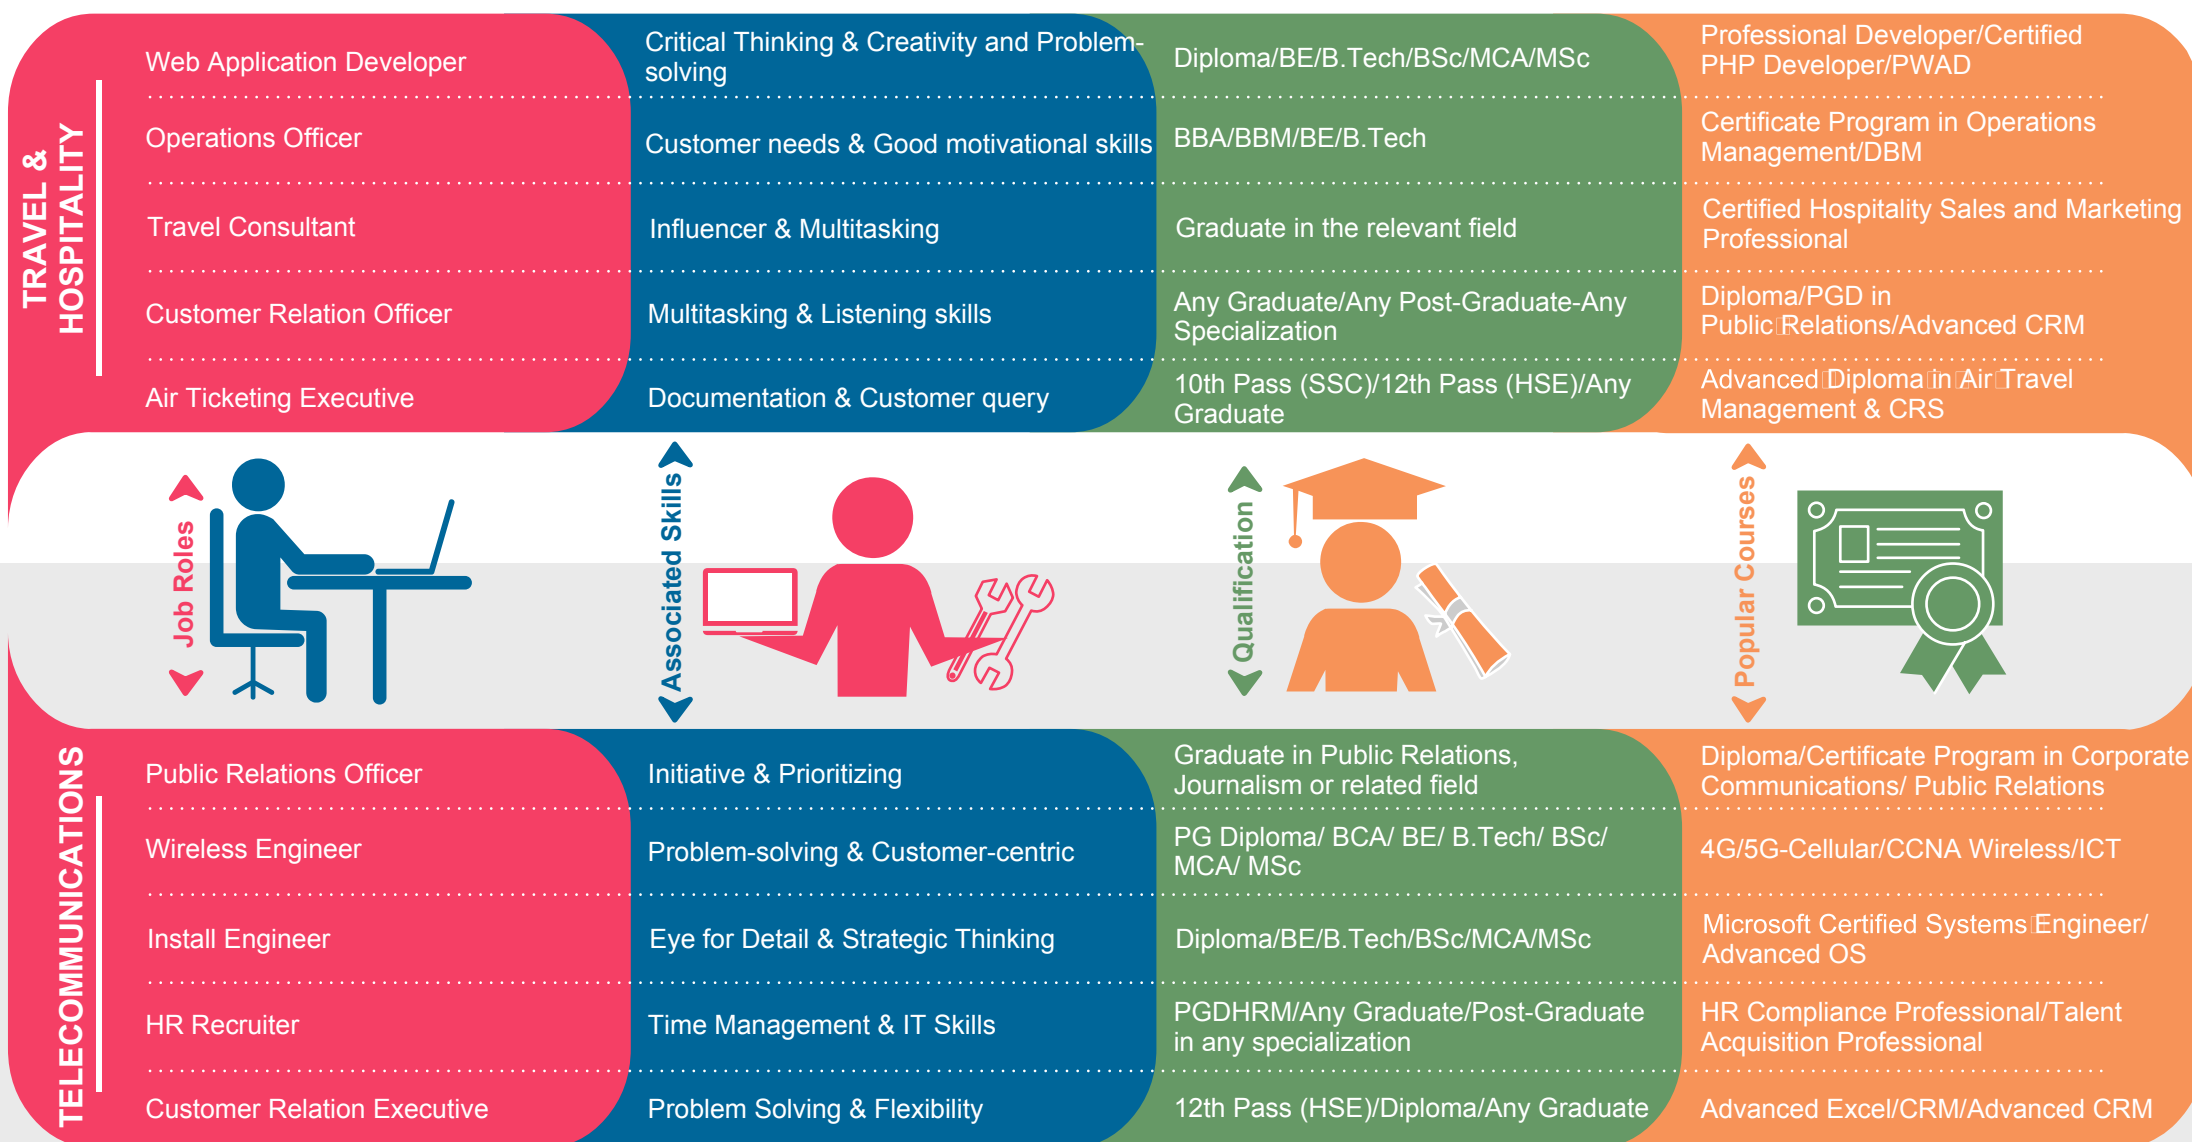 TRAVEL &
HOSPITALITY
Web Application Developer
Critical Thinking & Creativity and Problem-
solving
Diploma/BE/B.Tech/BSc/MCA/MSc
Professional Developer/Certified
PHP Developer/PWAD
Operations Officer
Customer needs & Good motivational skills
BBA/BBM/BE/B.Tech
Certificate Program in Operations
Management/DBM
Travel Consultant
Influencer & Multitasking
Graduate in the relevant field
Certified Hospitality Sales and Marketing
Professional
Customer Relation Officer
Multitasking & Listening skills
Any Graduate/Any Post-Graduate-Any
Specialization
Diploma/PGD in
Public Relations/Advanced CRM
Air Ticketing Executive
Documentation & Customer query
10th Pass (SSC)/12th Pass (HSE)/Any
Graduate
Advanced Diploma in Air Travel
Management & CRS
Job Roles
Associated Skills
Qualification
Popular Courses
TELECOMMUNICATIONS
Public Relations Officer
Initiative & Prioritizing
Graduate in Public Relations,
Journalism or related field
Diploma/Certificate Program in Corporate
Communications/ Public Relations
Wireless Engineer
Problem-solving & Customer-centric
PG Diploma/ BCA/ BE/ B.Tech/ BSc/
MCA/ MSc
4G/5G-Cellular/CCNA Wireless/ICT
Install Engineer
Eye for Detail & Strategic Thinking
Diploma/BE/B.Tech/BSc/MCA/MSc
Microsoft Certified Systems Engineer/
Advanced OS
HR Recruiter
Time Management & IT Skills
PGDHRM/Any Graduate/Post-Graduate
in any specialization
HR Compliance Professional/Talent
Acquisition Professional
Customer Relation Executive
Problem Solving & Flexibility
12th Pass (HSE)/Diploma/Any Graduate
Advanced Excel/CRM/Advanced CRM